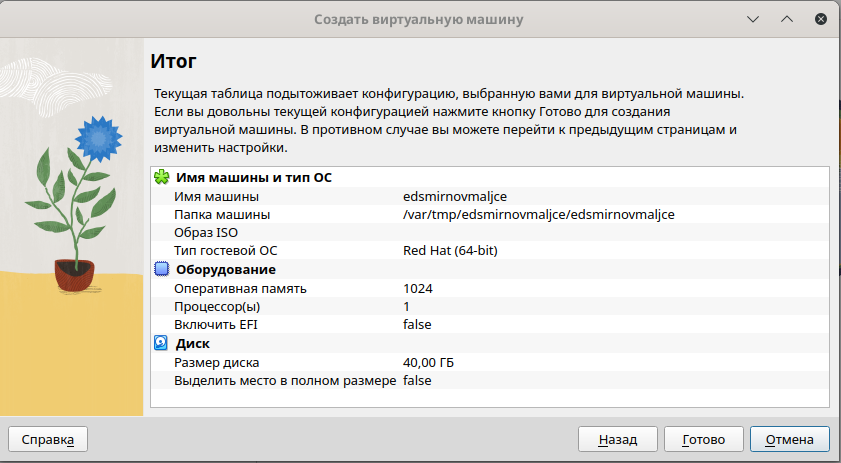 Создать виртуальную машину
Итог
Текущая таблица подытоживает конфигурацию, выбранную вами для виртуальной машины.
Если вы довольны текущей конфигурацией нажмите кнопку Готово для создания
виртуальной машины. В противном случае вы можете перейти к предыдущим страницам и
изменить настройки.
Имя машины и тип ОС
Имя машины edsmirnovmaljce
Папка машины /var/tmp/edsmirnovmaljce/edsmirnovmaljce
Образ ISO
Тип гостевой ОС Red Hat (64-bit)
Оборудование
Оперативная память 1024
Процессор(ы) 1
Включить EFI false
Диск
Размер диска 40,00 ГБ
Выделить место в полном размере false
Справка Назад Готово Отмена